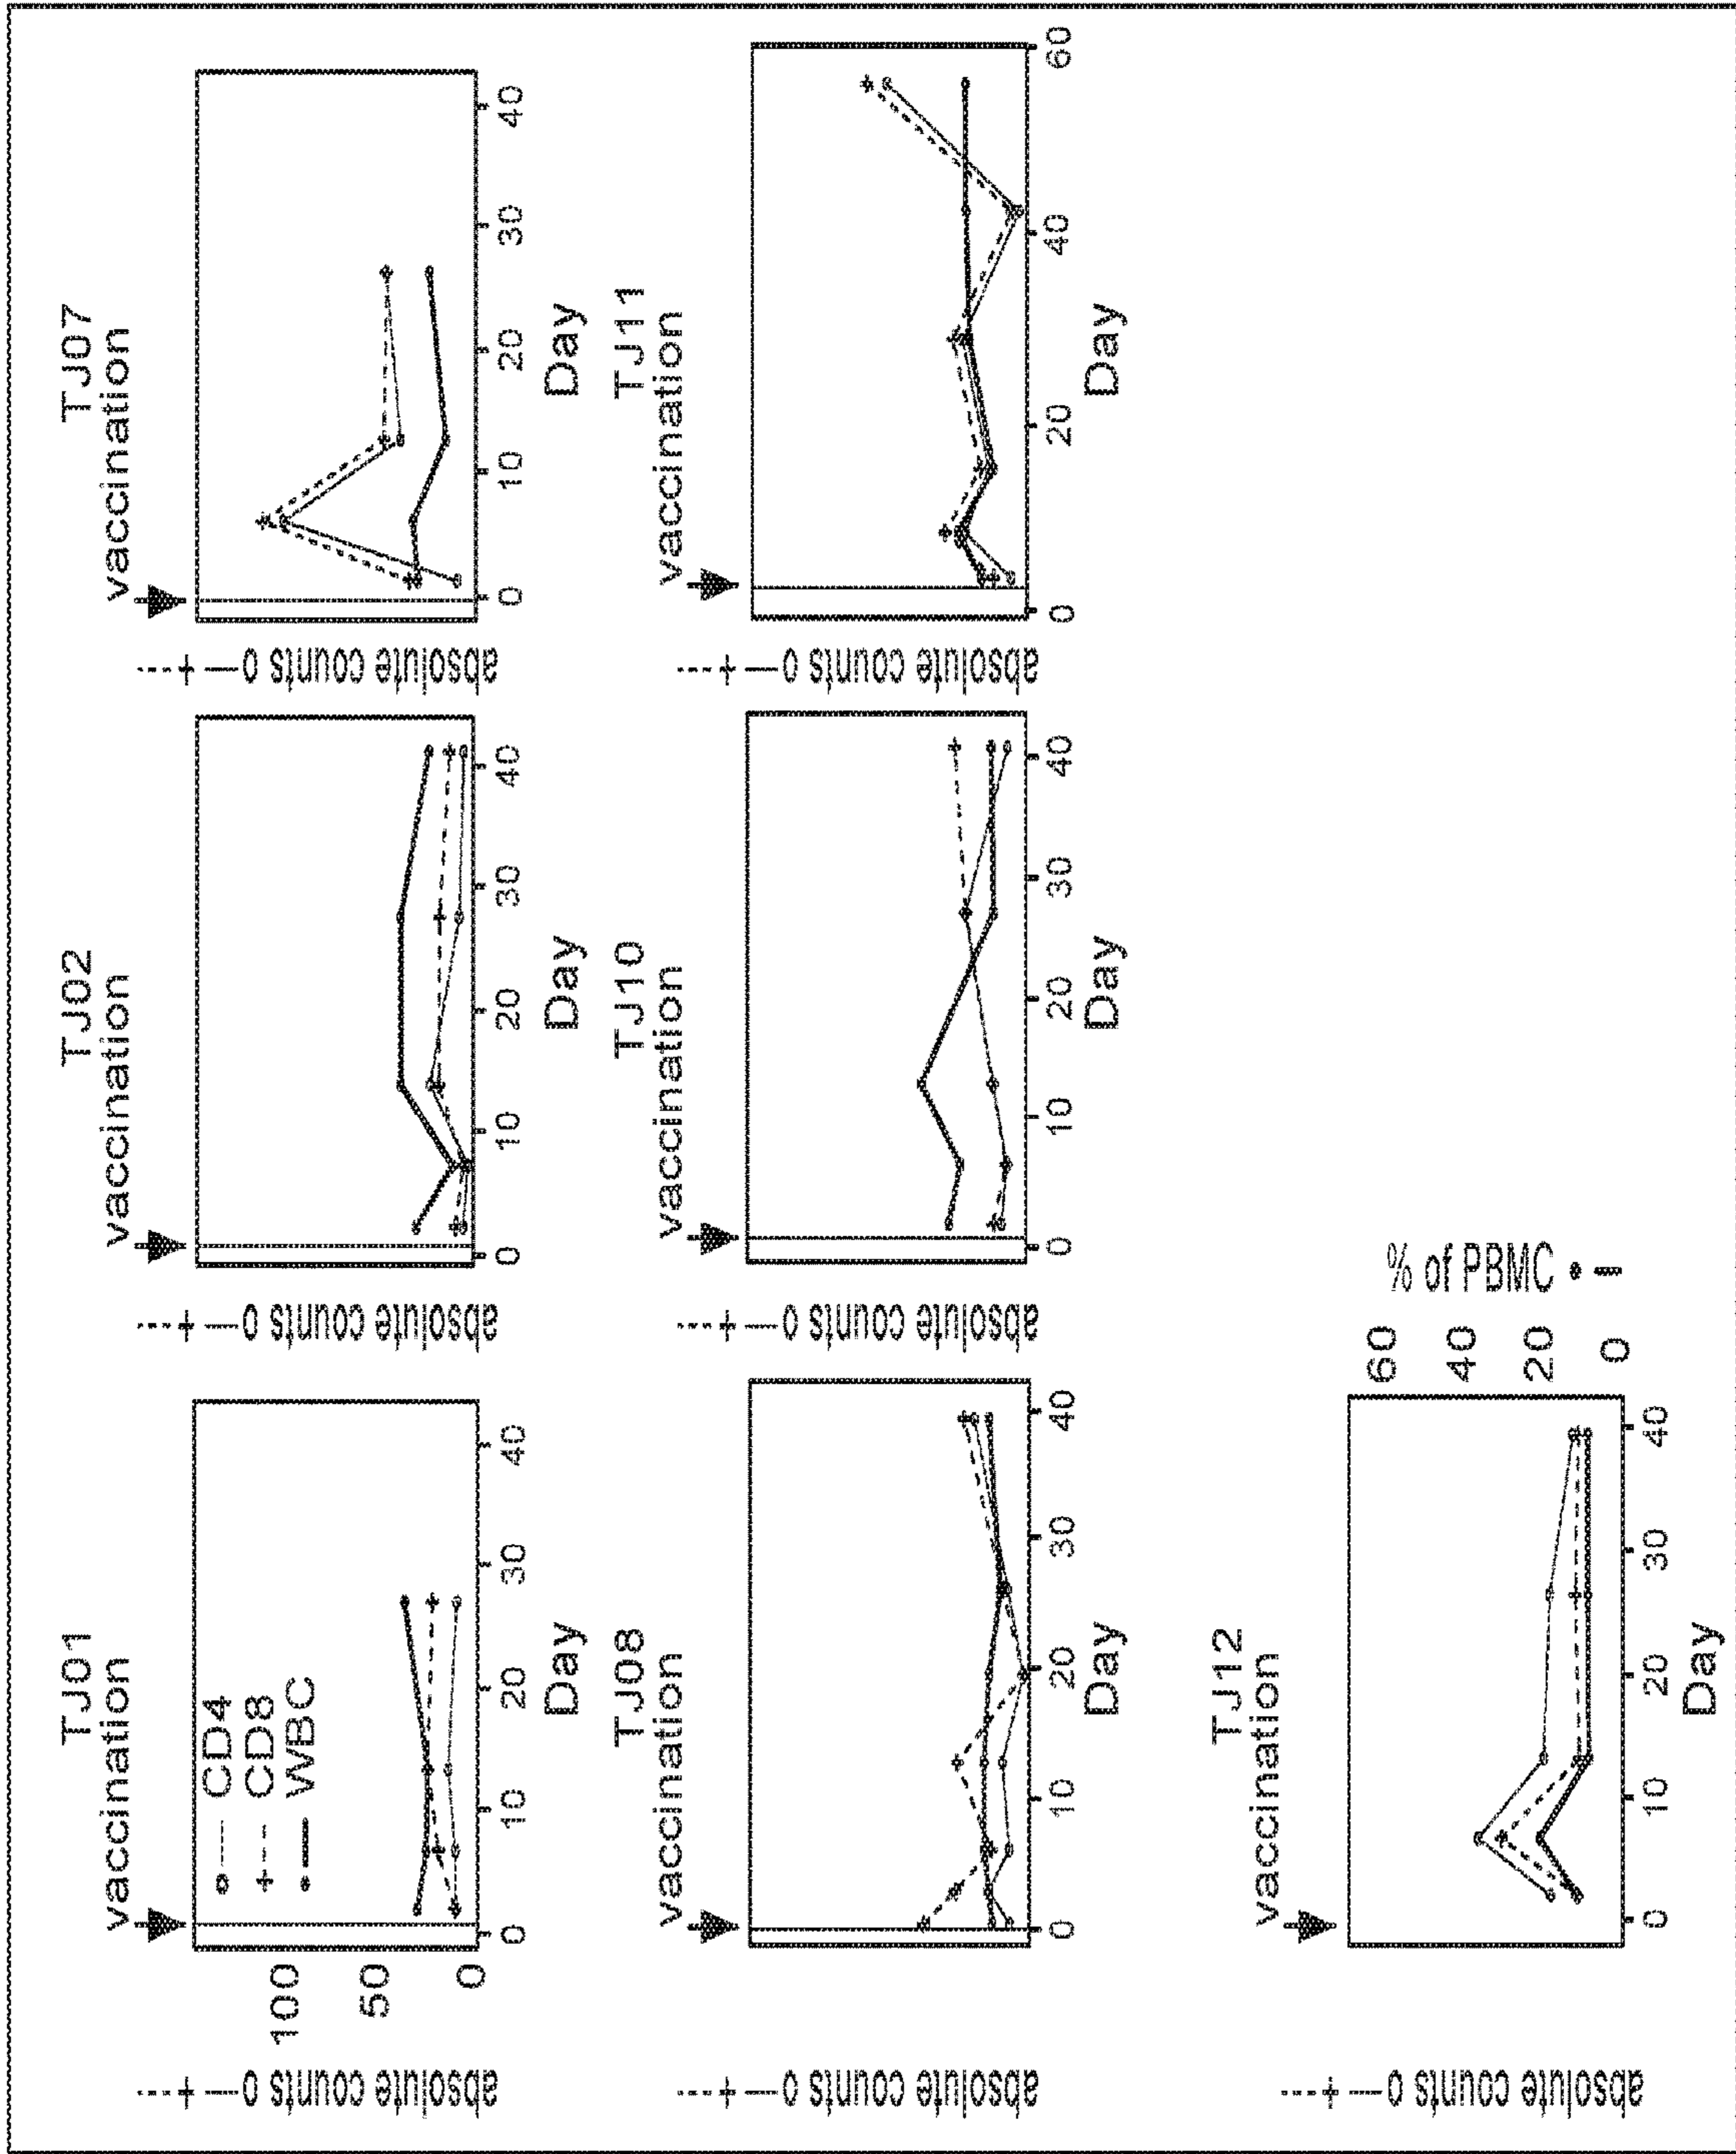 TJ01
vaccination
absolute counts o—+---
100
50
0
CD4
CD8
WBC
0 10 20 30 40
Day
TJ02
vaccination
absolute counts o—+---
0 10 20 30 40
Day
TJ07
vaccination
absolute counts o—+---
0 10 20 30 40
Day
TJ08
vaccination
absolute counts o—+---
0 10 20 30 40
Day
TJ10
vaccination
absolute counts o—+---
0 10 20 30 40
Day
TJ11
vaccination
absolute counts o—+---
0 20 40 60
Day
TJ12
vaccination
absolute counts o—+---
0 10 20 30 40
Day
60
40
20
0
% of PBMC •—